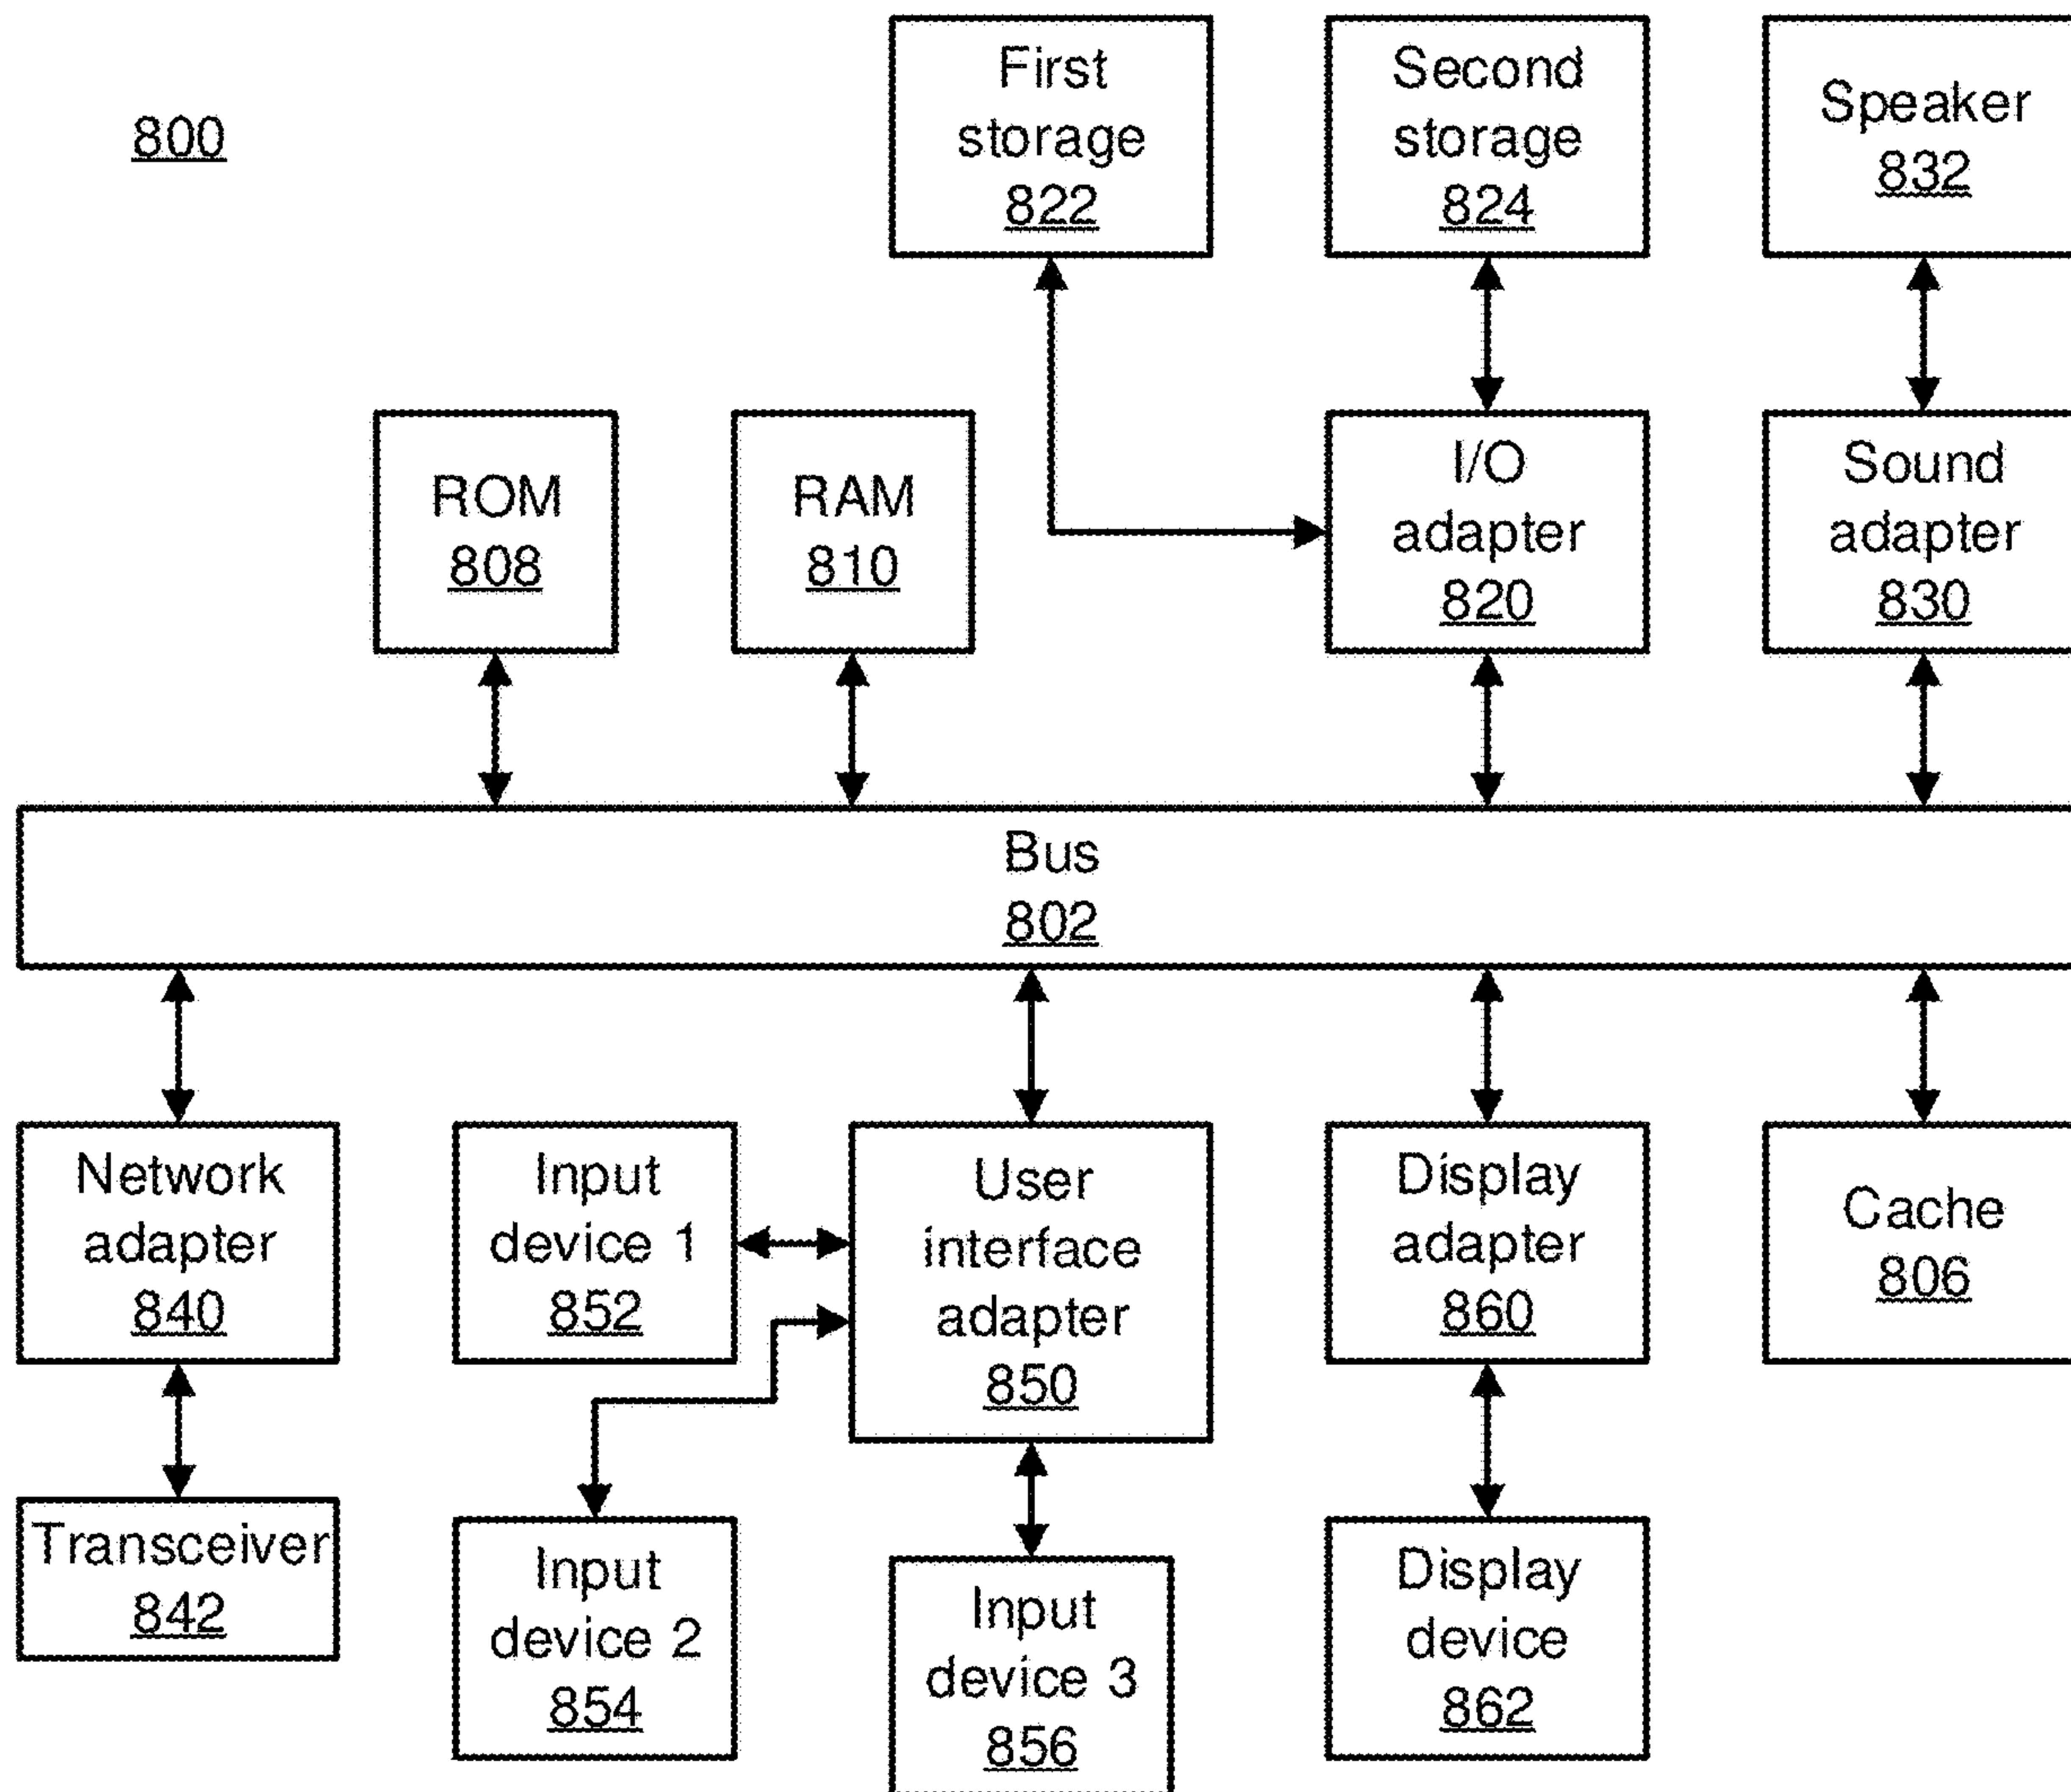 800
First
storage
822
Second
storage
824
Speaker
832
ROM
808
RAM
810
I/O
adapter
820
Sound
adapter
830
Bus
802
Network
adapter
840
Input
device 1
852
User
interface
adapter
850
Display
adapter
860
Cache
806
Transceiver
842
Input
device 2
854
Input
device 3
856
Display
device
862